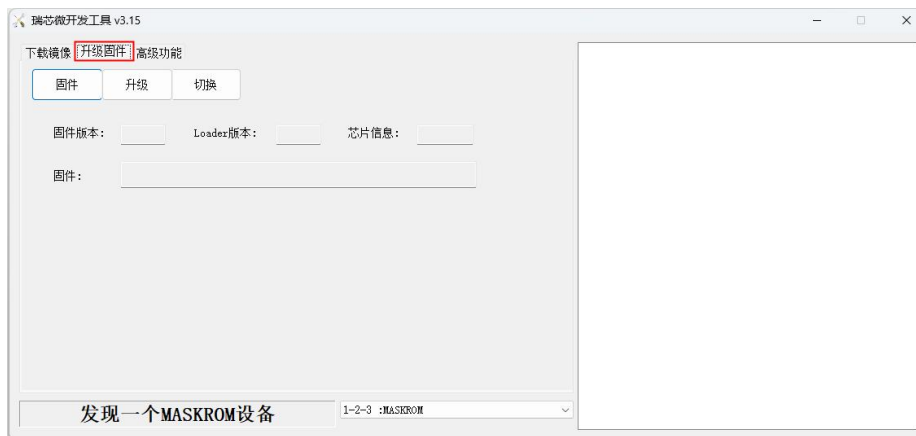 瑞芯微开发工具 v3.15
下载镜像 升级固件 高级功能
固件 升级 切换
固件版本: Loader版本: 芯片信息:
固件:
发现一个MASKROM设备 1-2-3 :MASKROM